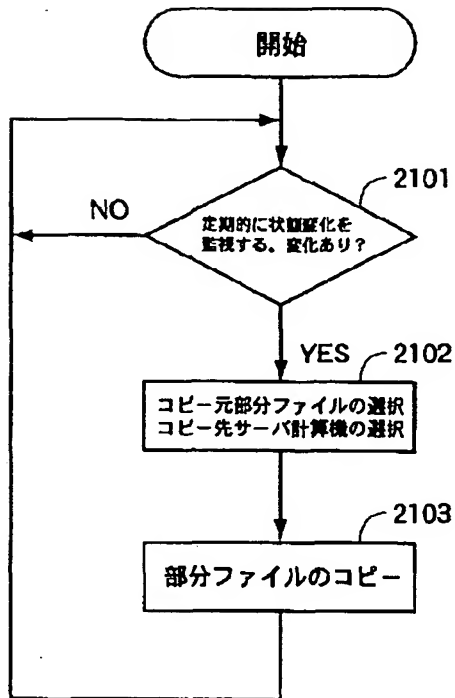 開始
2101
NO
定期的に状態変化を
監視する。変化あり？
YES
2102
コピー元部分ファイルの選択
コピー先サーバ計算機の選択
2103
部分ファイルのコピー